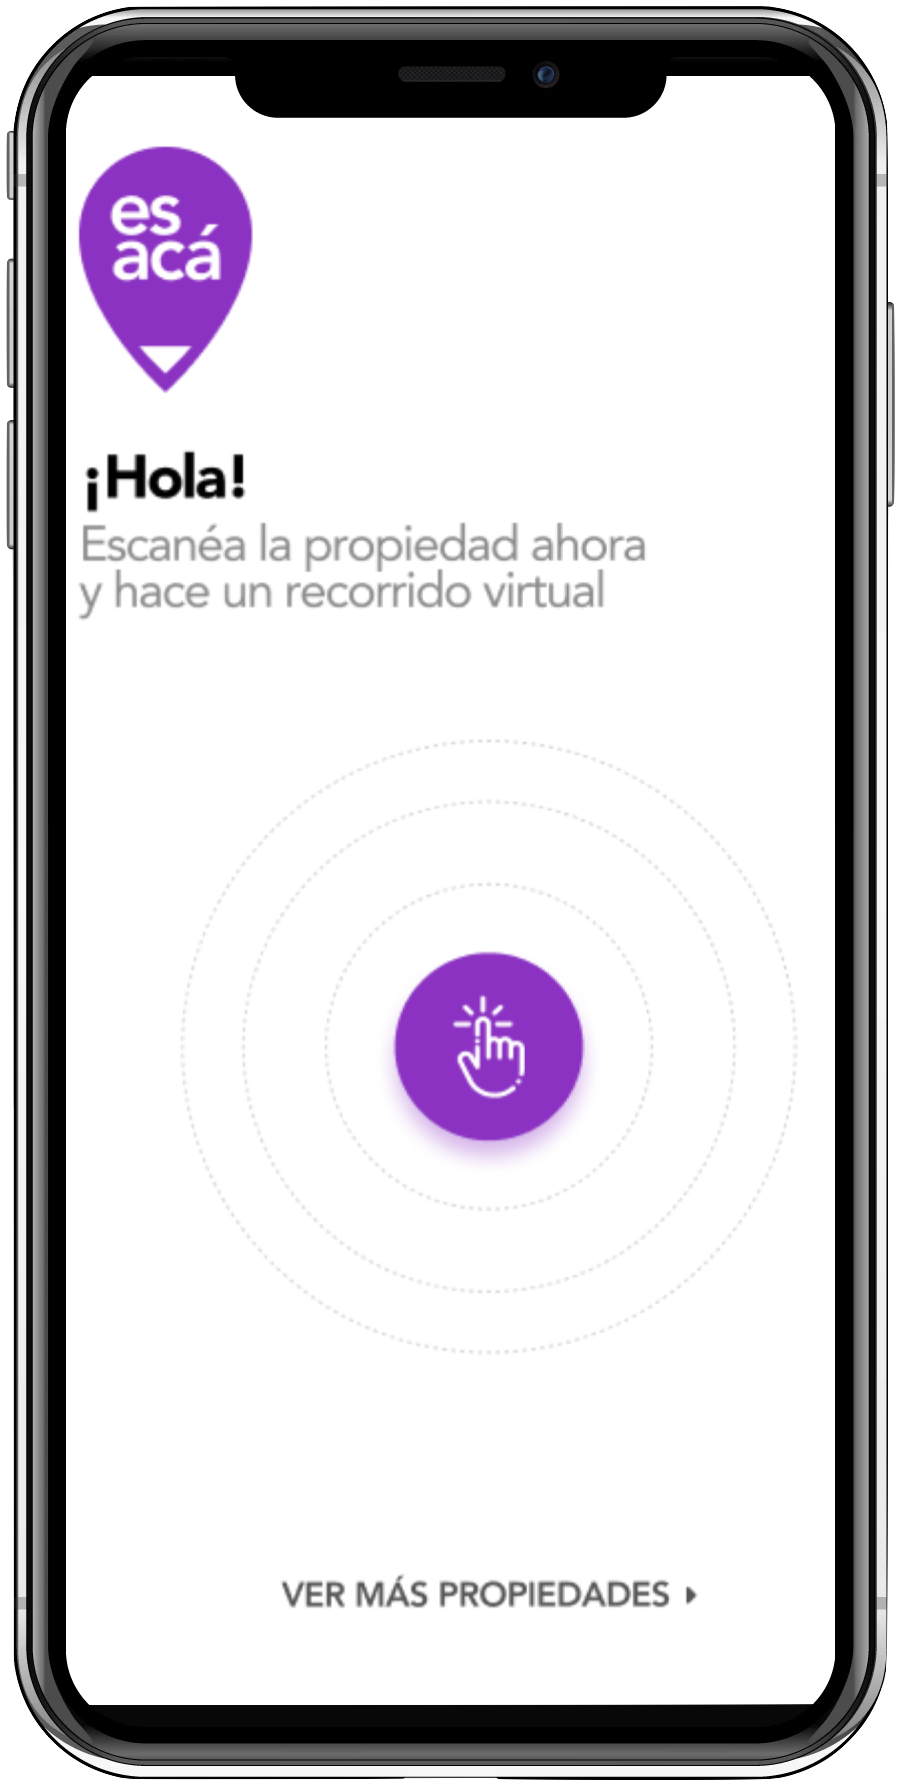 es
acá
¡Hola!
Escanéa la propiedad ahora
y hace un recorrido virtual
VER MÁS PROPIEDADES